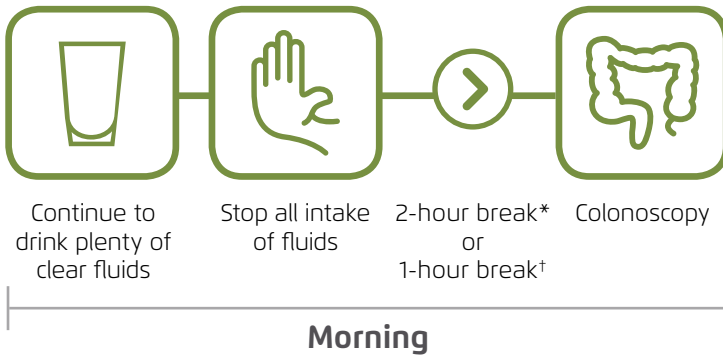 Continue to
drink plenty of
clear fluids
Stop all intake
of fluids
2-hour break*
or
1-hour break†
Colonoscopy
Morning